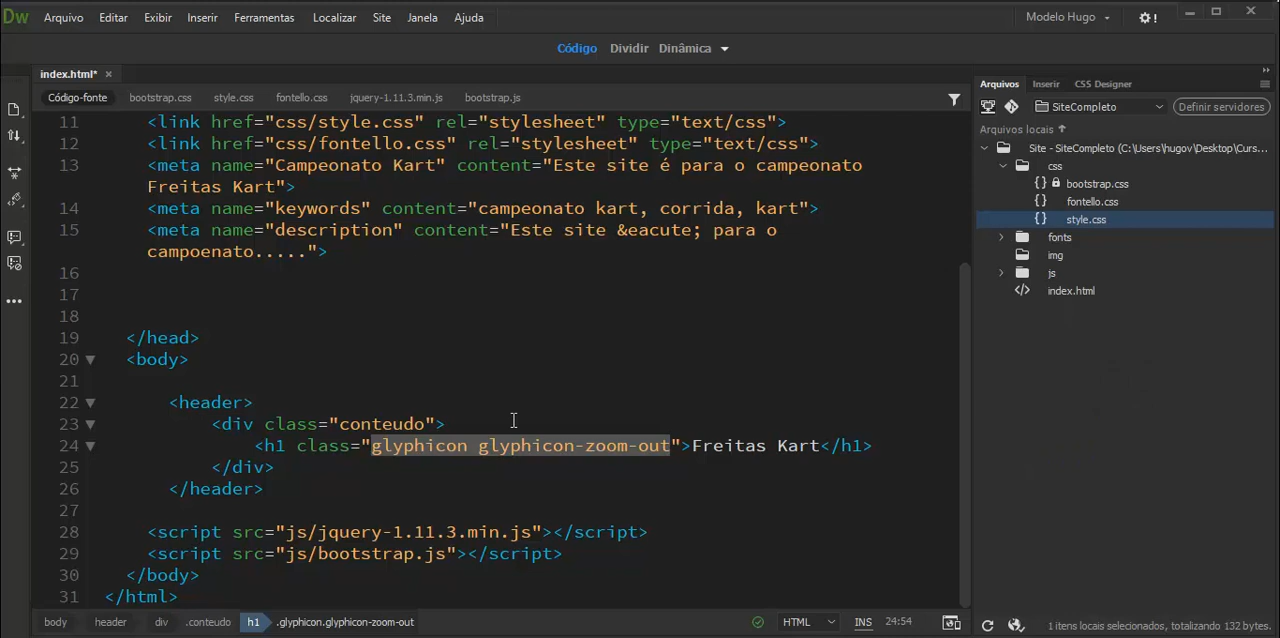 Dw Arquivo Editar Exibir Inserir Ferramentas Localizar Site Janela Ajuda Modelo Hugo !
Código Dividir Dinâmica
index.html*
Código-fonte bootstrap.css style.css fontello.css jquery-1.11.3.min.js bootstrap.js
11 <link href="css/style.css" rel="stylesheet" type="text/css">
12 <link href="css/fontello.css" rel="stylesheet" type="text/css">
13 <meta name="Campeonato Kart" content="Este site é para o campeonato
Freitas Kart">
14 <meta name="keywords" content="campeonato kart, corrida, kart">
15 <meta name="description" content="Este site &eacute; para o
campoenato.....">
16
17
18
19 </head>
20 <body>
21
22 <header>
23 <div class="conteudo">
24 <h1 class="glyphicon glyphicon-zoom-out">Freitas Kart</h1>
25 </div>
26 </header>
27
28 <script src="js/jquery-1.11.3.min.js"></script>
29 <script src="js/bootstrap.js"></script>
30 </body>
31 </html>
body header div .conteudo h1 .glyphicon.glyphicon-zoom-out HTML INS 24:54
Arquivos Inserir CSS Designer
SiteCompleto Definir servidores
Arquivos locais
Site - SiteCompleto (C:\Users\hugov\Desktop\Curs...
css
bootstrap.css
fontello.css
style.css
fonts
img
js
index.html
1 itens locais selecionados, totalizando 132 bytes.